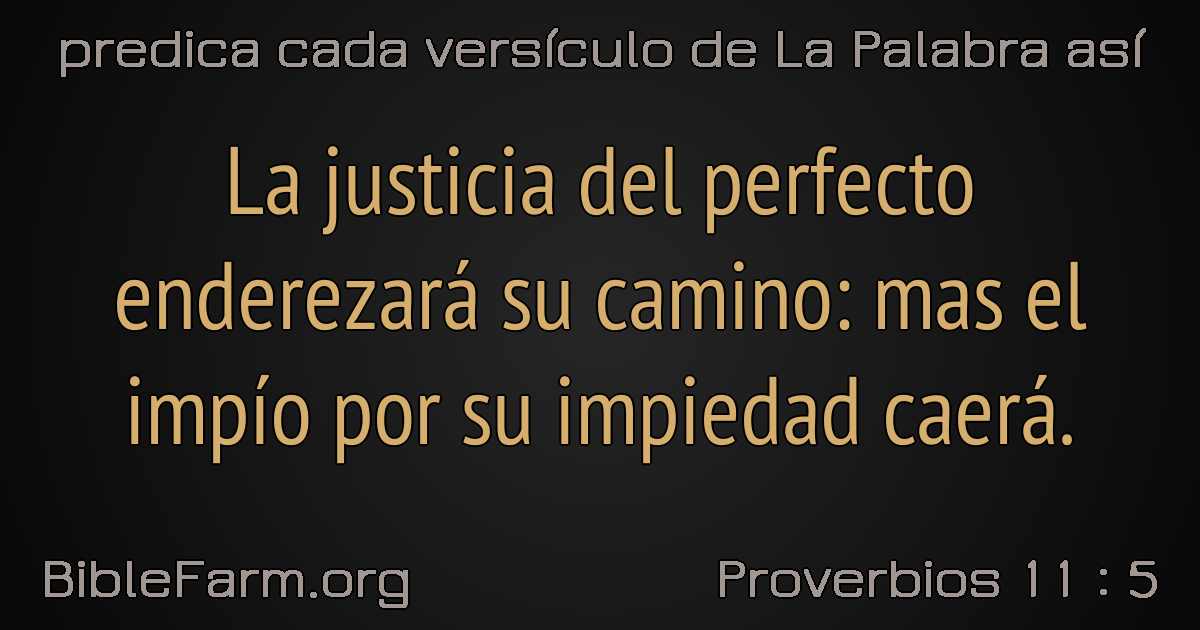 predica cada versículo de La Palabra así
La justicia del perfecto
enderezará su camino: mas el
impío por su impiedad caerá.
BibleFarm.org
Proverbios 11 : 5